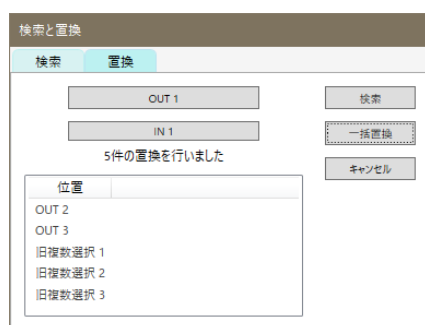 検索と置換
検索 置換
OUT 1 検索
IN 1 一括置換
5件の置換を行いました
キャンセル
位置
OUT 2
OUT 3
旧複数選択 1
旧複数選択 2
旧複数選択 3